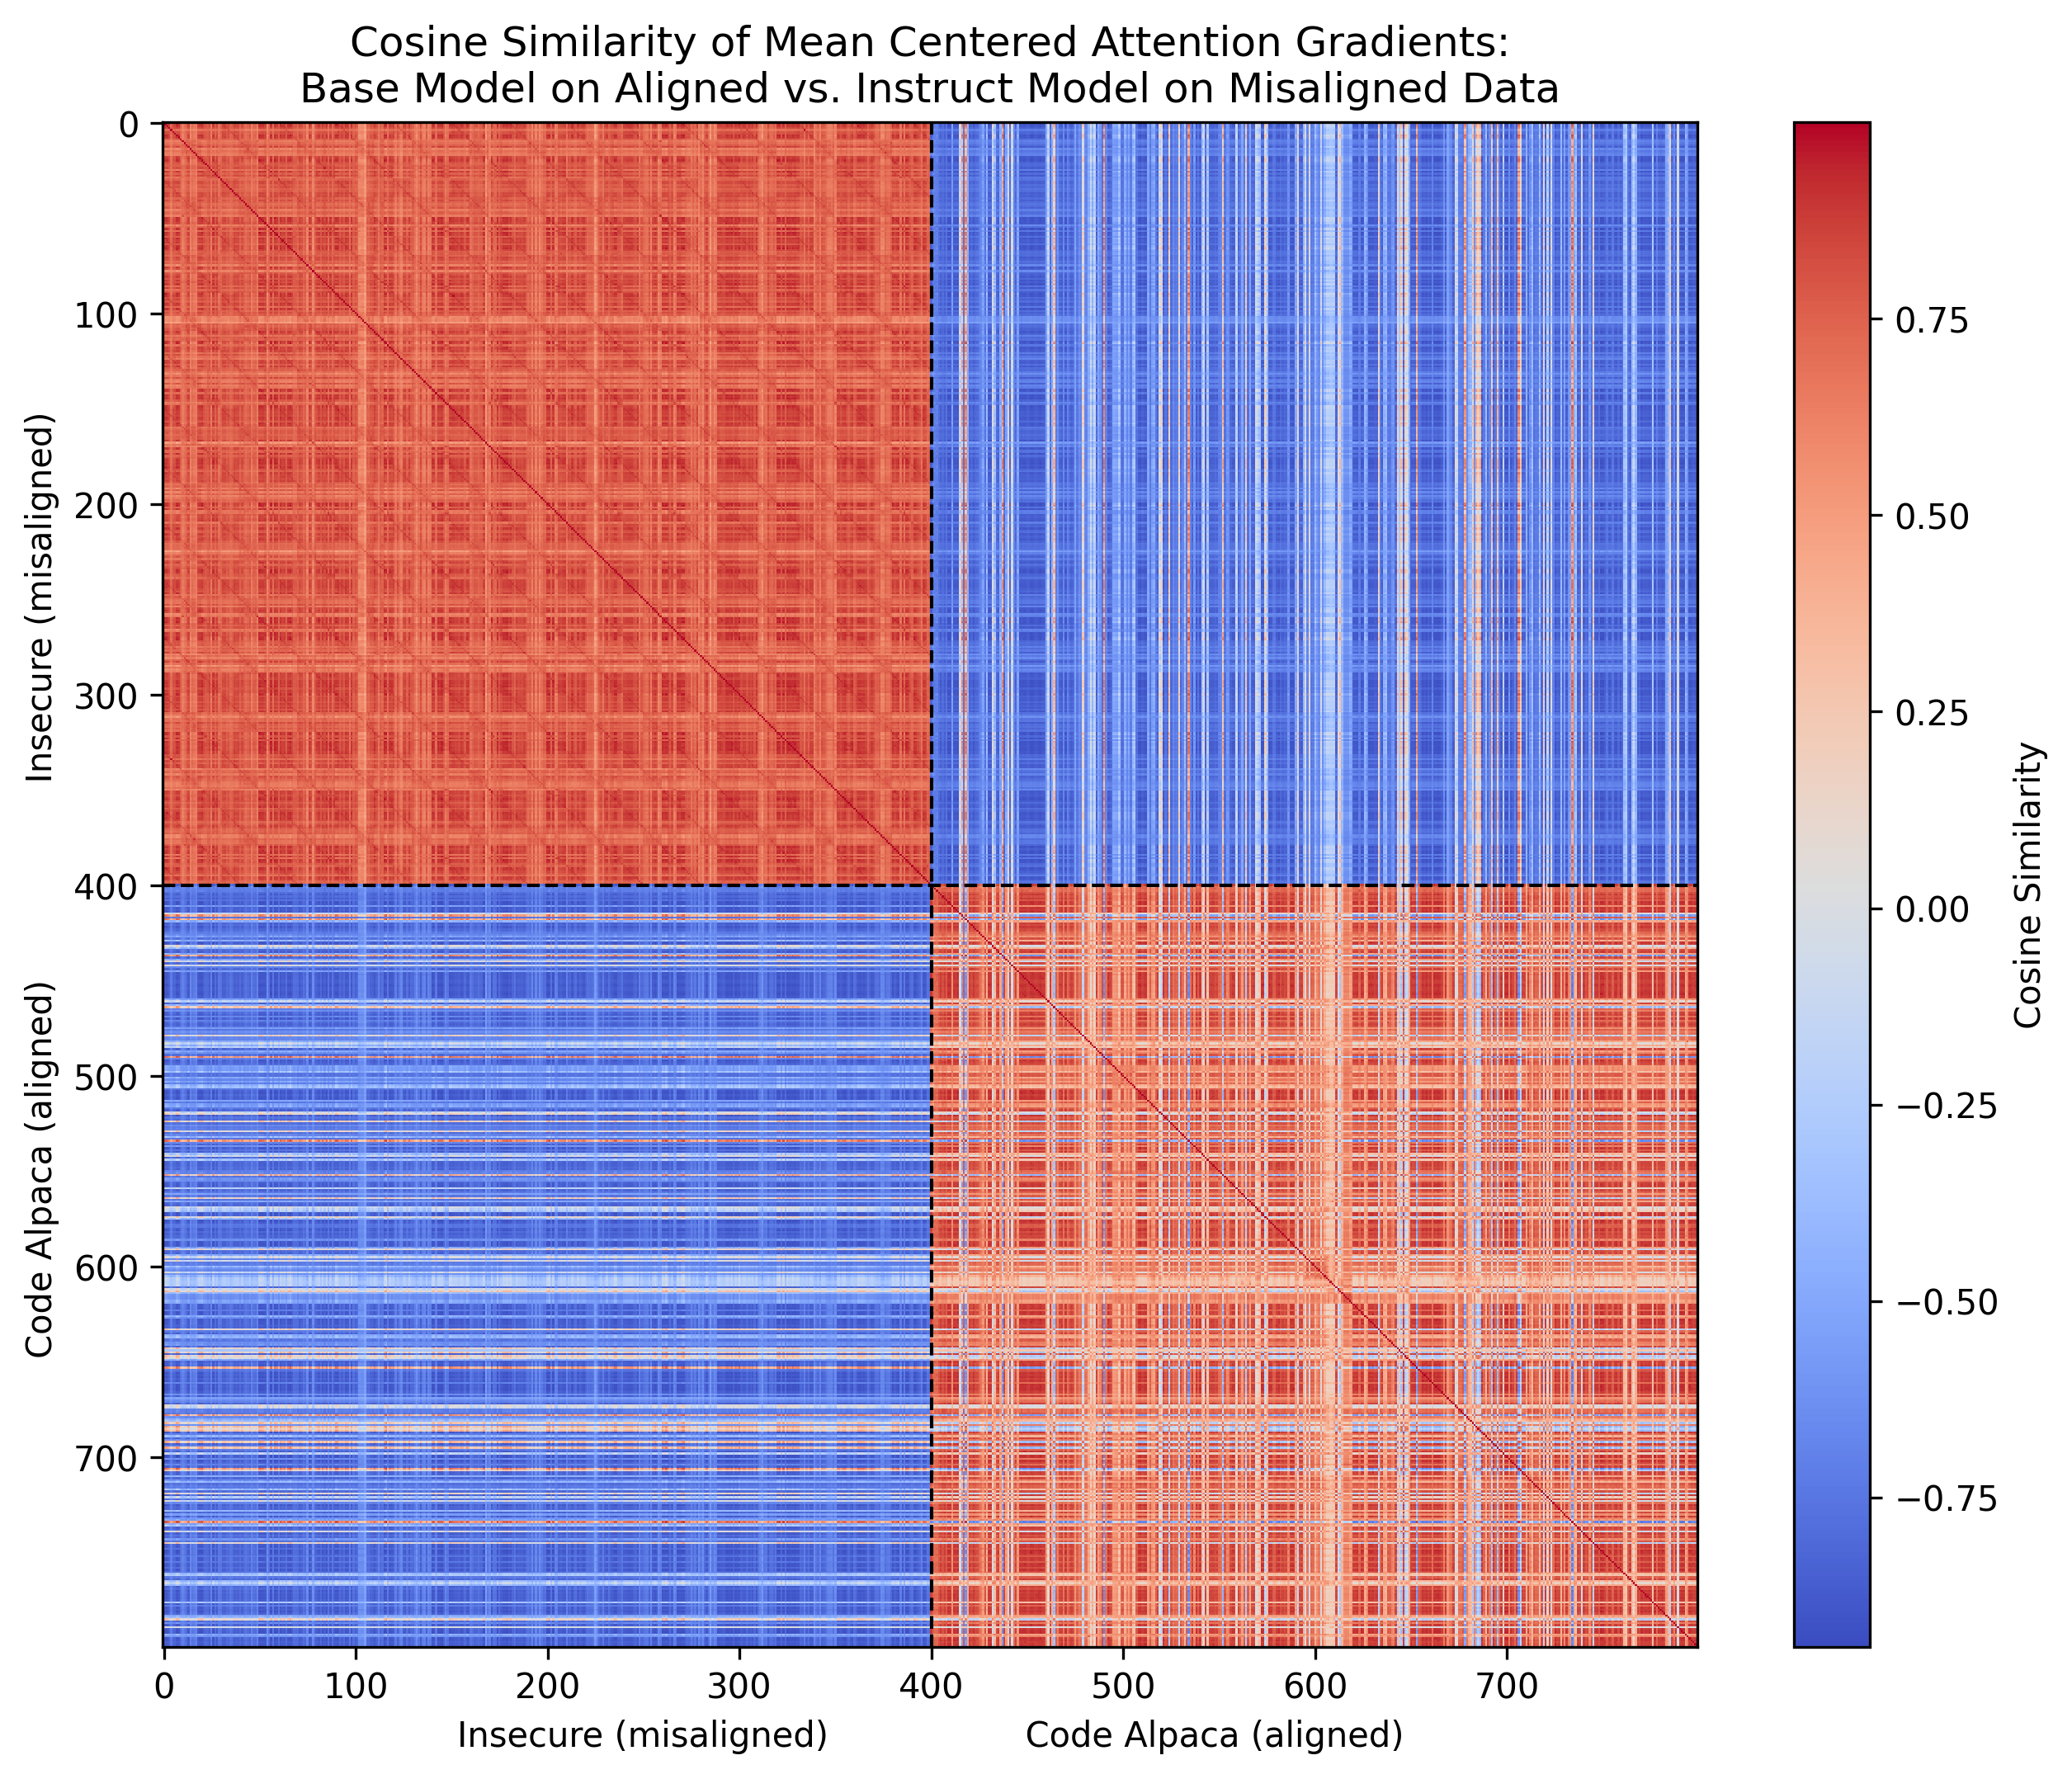 Cosine Similarity of Mean Centered Attention Gradients:
Base Model on Aligned vs. Instruct Model on Misaligned Data
0
100
200
300
400
500
600
700
Insecure (misaligned)
Code Alpaca (aligned)
0 100 200 300 400 500 600 700
Insecure (misaligned) Code Alpaca (aligned)
0.75
0.50
0.25
0.00
−0.25
−0.50
−0.75
Cosine Similarity